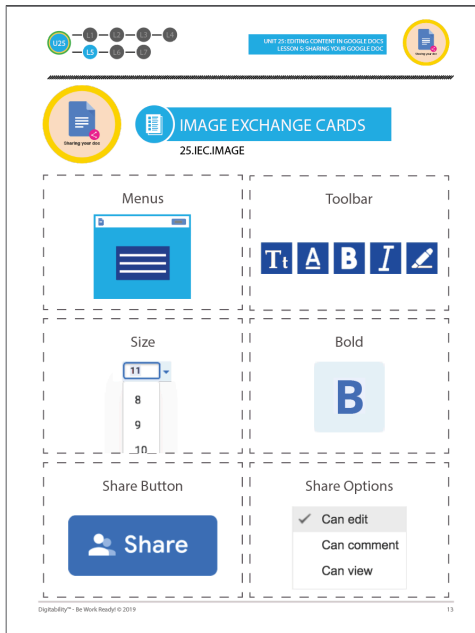 U25
L1
L2
L3
L4
L5
L6
L7
UNIT 25: EDITING CONTENT IN GOOGLE DOCS
LESSON 5: SHARING YOUR GOOGLE DOC
Sharing your doc
IMAGE EXCHANGE CARDS
25.IEC.IMAGE
Menus
Toolbar
Tt A B I
Size
11
8
9
10
Bold
B
Share Button
Share
Share Options
Can edit
Can comment
Can view
Digitability™ - Be Work Ready! © 2019
13